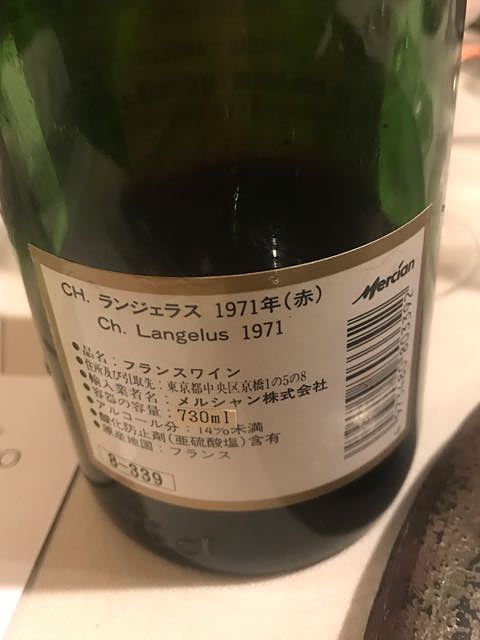 Mercian
CH. ランジェラス 1971年(赤)
Ch. Langelus 1971
●品名：フランスワイン
●住所及び引取先：東京都中央区京橋1の5の8
●輸入業者名：メルシャン株式会社
●容器の容量：730ml
●アルコール分：14%未満
●酸化防止剤(亜硫酸塩)含有
●原産地国：フランス
8-339